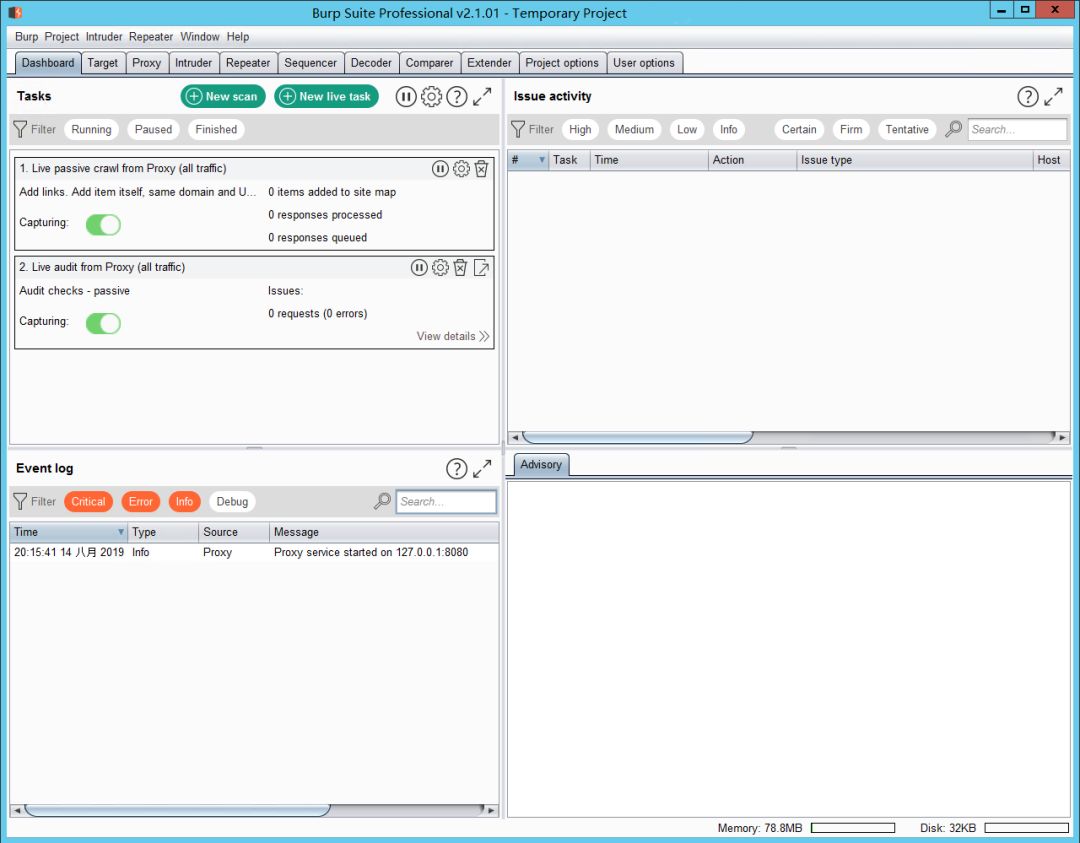 Burp Suite Professional v2.1.01 - Temporary Project
Burp Project Intruder Repeater Window Help
Dashboard Target Proxy Intruder Repeater Sequencer Decoder Comparer Extender Project options User options
Tasks
New scan
New live task
Filter Running Paused Finished
1. Live passive crawl from Proxy (all traffic)
Add links. Add item itself, same domain and U... 0 items added to site map
0 responses processed
Capturing:
0 responses queued
2. Live audit from Proxy (all traffic)
Audit checks - passive Issues:
0 requests (0 errors)
Capturing:
View details
Issue activity
Filter High Medium Low Info Certain Firm Tentative Search...
# Task Time Action Issue type Host
Event log
Filter Critical Error Info Debug Search...
Time Type Source Message
20:15:41 14 八月 2019 Info Proxy Proxy service started on 127.0.0.1:8080
Advisory
Memory: 78.8MB Disk: 32KB